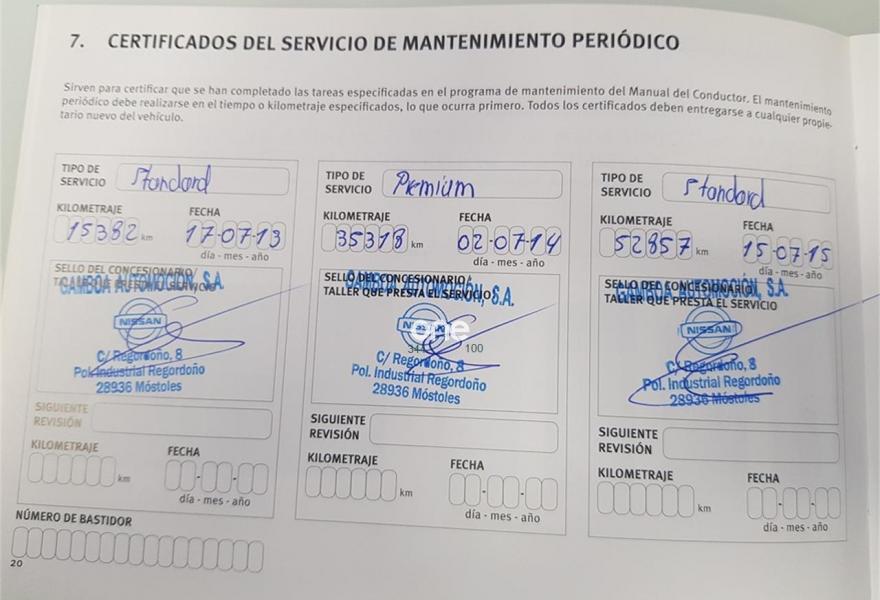 7. CERTIFICADOS DEL SERVICIO DE MANTENIMIENTO PERIÓDICO
Sirven para certificar que se han completado las tareas especificadas en el programa de mantenimiento del Manual del Conductor. El mantenimiento
periódico debe realizarse en el tiempo o kilometraje especificados, lo que ocurra primero. Todos los certificados deben entregarse a cualquier propie-
tario nuevo del vehículo.
TIPO DE SERVICIO Standard
KILOMETRAJE FECHA
15382 km 17-07-13
día - mes - año
SELLO DEL CONCESIONARIO/
GAMBOA AUTOMOCIÓN, S.A.
NISSAN
C/ Regordoño, 8
Pol. Industrial Regordoño
28936 Móstoles
SIGUIENTE
REVISIÓN
KILOMETRAJE FECHA
km
día - mes - año
NÚMERO DE BASTIDOR
20
TIPO DE SERVICIO Premium
KILOMETRAJE FECHA
35318 km 02-07-14
día - mes - año
SELLO DEL CONCESIONARIO/
TALLER QUE PRESTA EL SERVICIO
GAMBOA AUTOMOCIÓN, S.A.
NISSAN
one
100
C/ Regordoño, 8
Pol. Industrial Regordoño
28936 Móstoles
SIGUIENTE
REVISIÓN
KILOMETRAJE FECHA
km
día - mes - año
TIPO DE SERVICIO Standard
KILOMETRAJE FECHA
52857 km 15-07-15
día - mes - año
SELLO DEL CONCESIONARIO/
GAMBOA AUTOMOCIÓN, S.A.
TALLER QUE PRESTA EL SERVICIO
NISSAN
C/ Regordoño, 8
Pol. Industrial Regordoño
28936 Móstoles
SIGUIENTE
REVISIÓN
KILOMETRAJE FECHA
km
día - mes - año